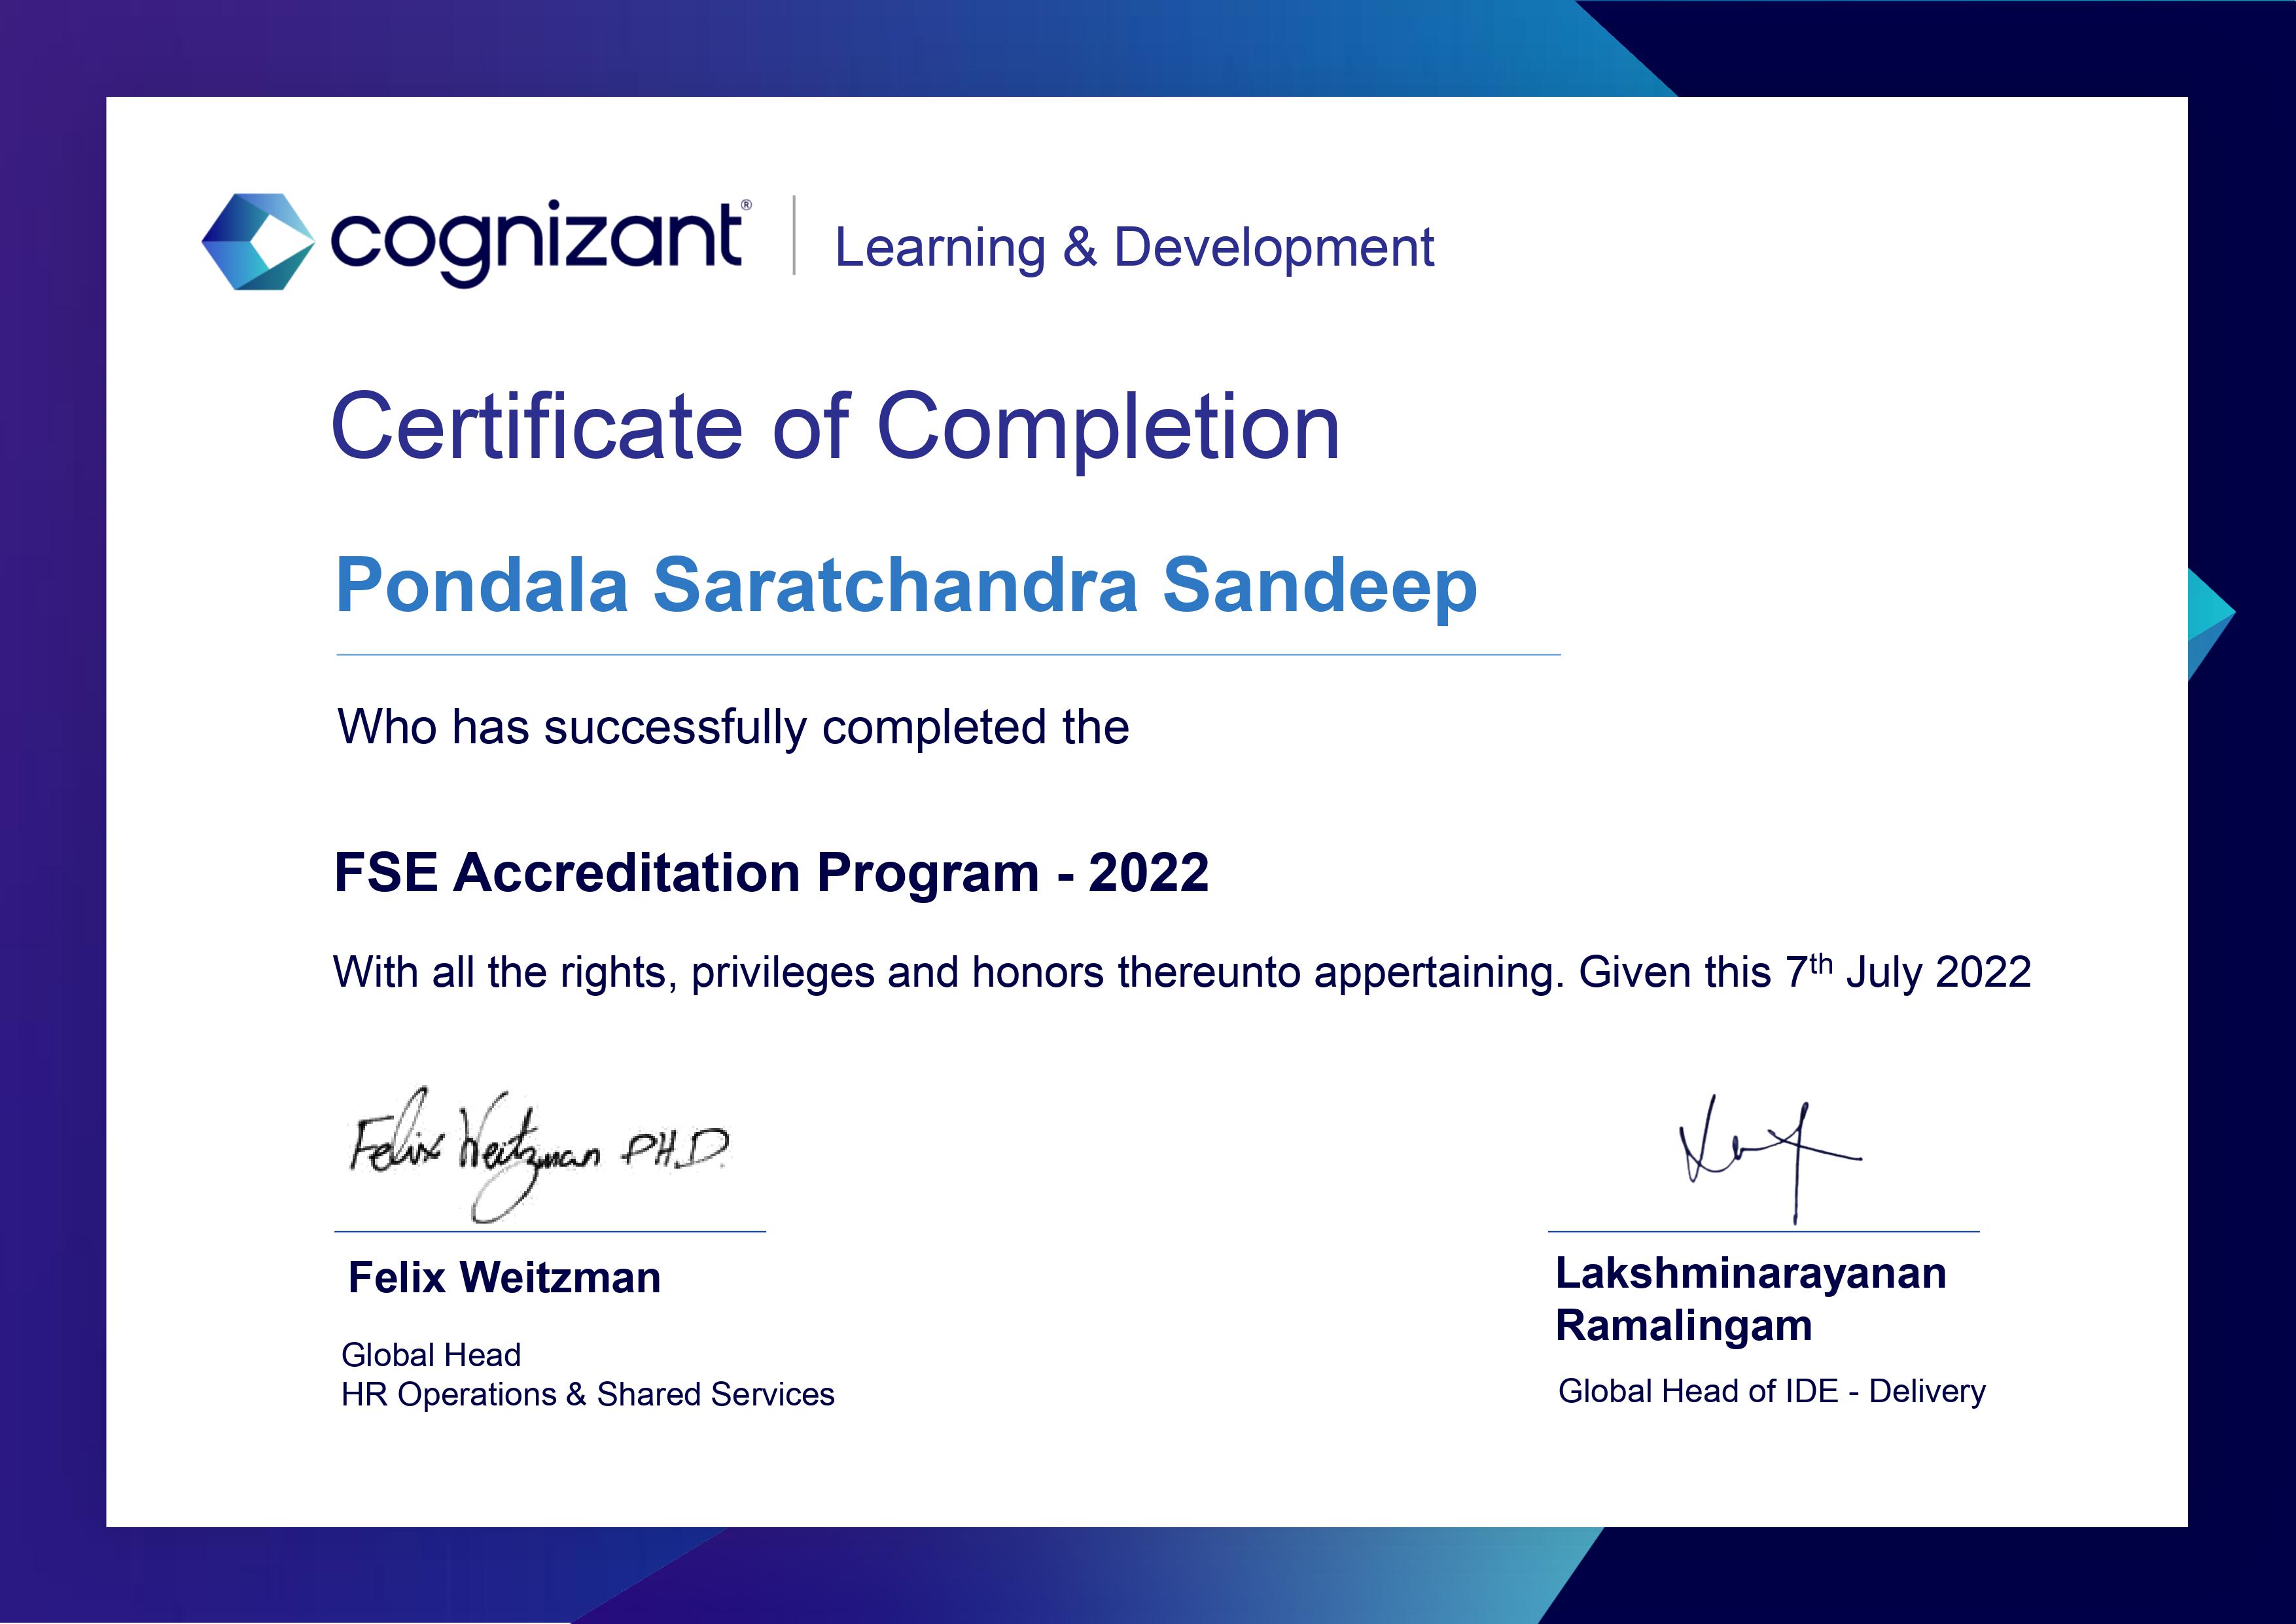 cognizant® Learning & Development
Certificate of Completion
Pondala Saratchandra Sandeep
Who has successfully completed the
FSE Accreditation Program - 2022
With all the rights, privileges and honors thereunto appertaining. Given this 7th July 2022
Felix Weitzman PH.D.
Felix Weitzman
Global Head
HR Operations & Shared Services
Lakshminarayanan
Ramalingam
Global Head of IDE - Delivery